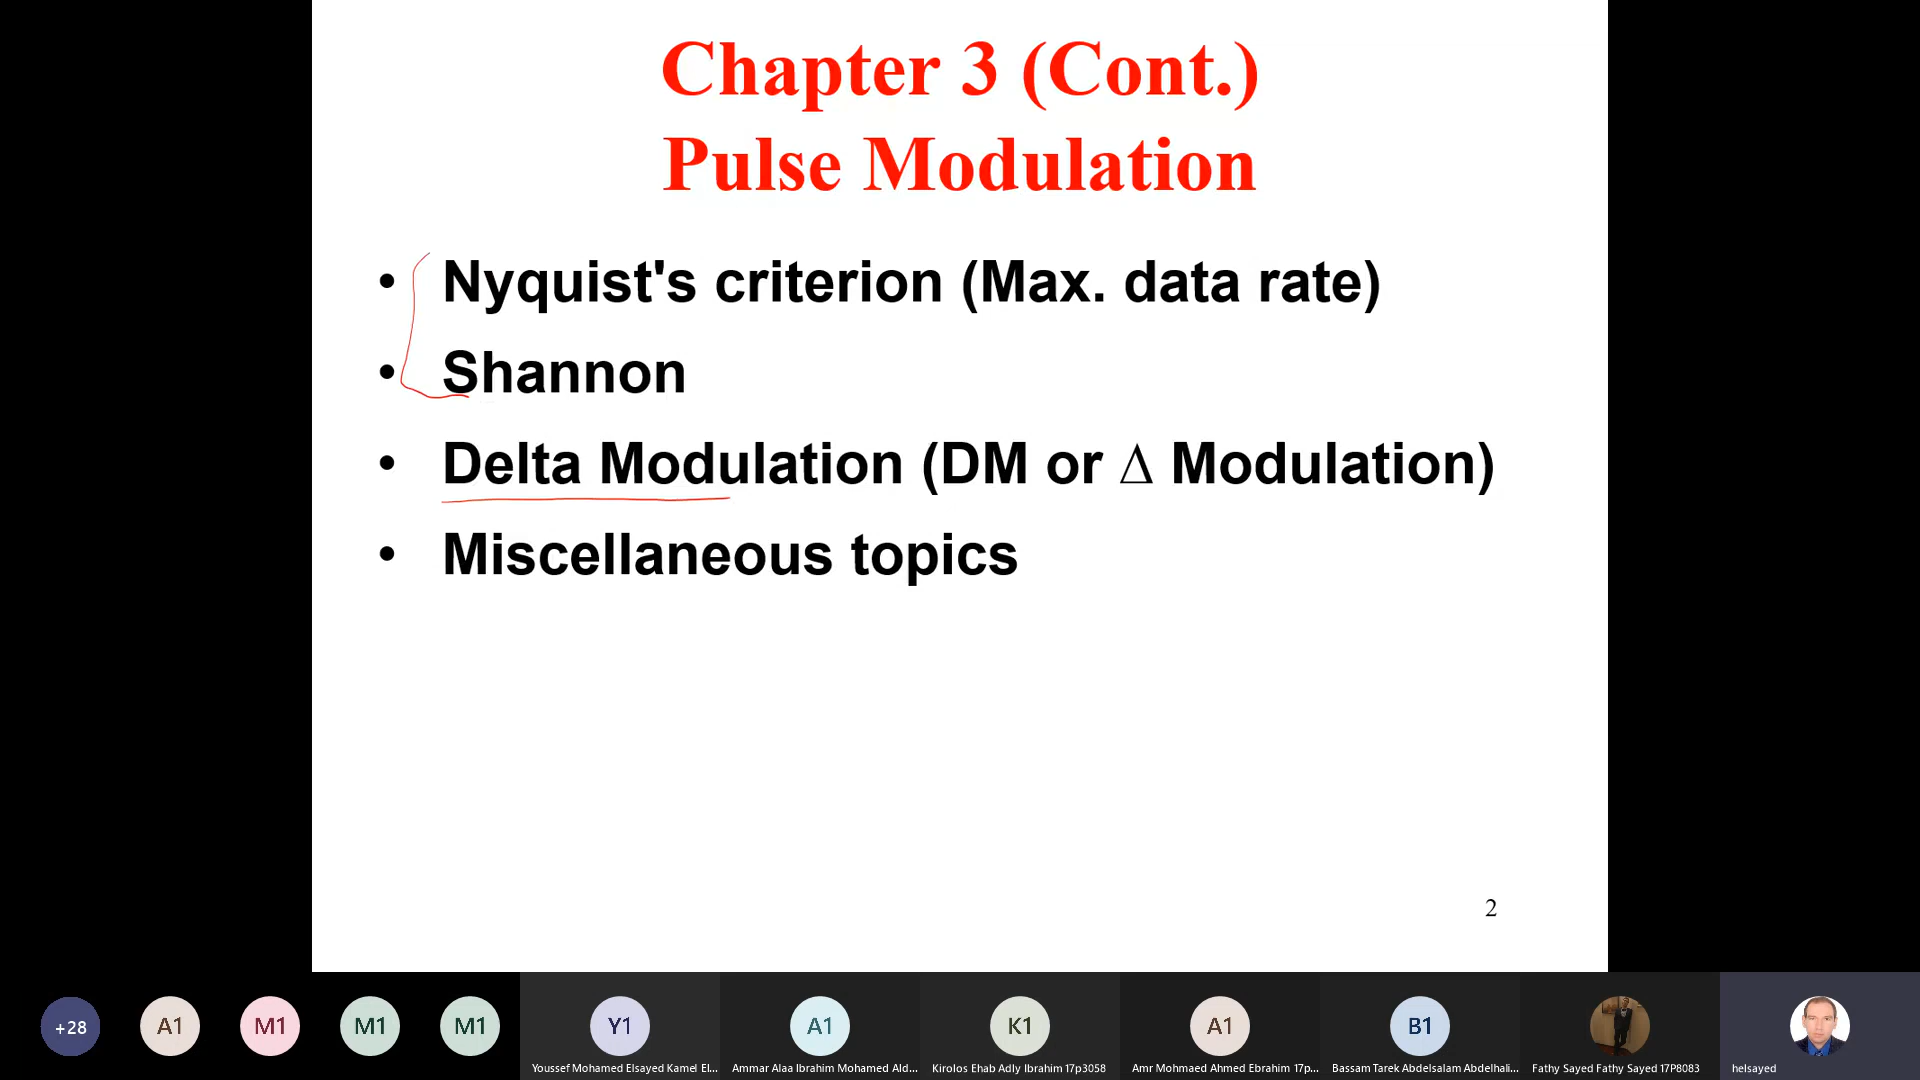 Chapter 3 (Cont.)
Pulse Modulation
• Nyquist's criterion (Max. data rate)
• Shannon
• Delta Modulation (DM or Δ Modulation)
• Miscellaneous topics
2
+28
A1
M1
M1
M1
Y1
A1
K1
A1
B1
Youssef Mohamed Elsayed Kamel El...
Ammar Alaa Ibrahim Mohamed Ald...
Kirolos Ehab Adly Ibrahim 17p3058
Amr Mohmaed Ahmed Ebrahim 17p...
Bassam Tarek Abdelsalam Abdelhali...
Fathy Sayed Fathy Sayed 17P8083
helsayed